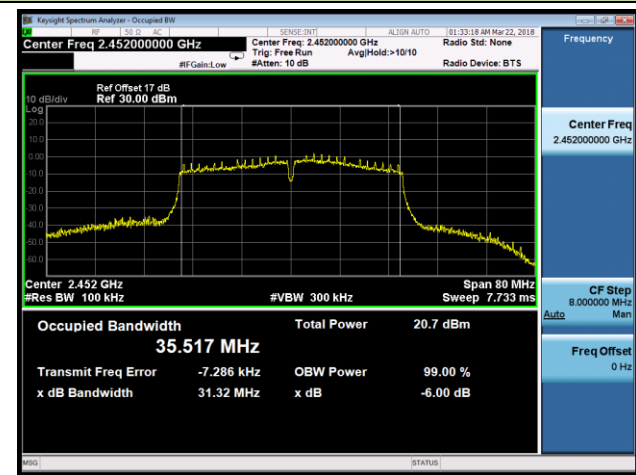 Keysight Spectrum Analyzer - Occupied BW
RF 50 Ω AC SENSE:INT ALIGN AUTO 01:33:18 AM Mar 22, 2018
Center Freq 2.452000000 GHz Center Freq: 2.452000000 GHz Radio Std: None
Trig: Free Run Avg|Hold:>10/10
#IFGain:Low #Atten: 10 dB Radio Device: BTS
Frequency
Ref Offset 17 dB
10 dB/div Ref 30.00 dBm
Log
20.0
10.0
0.00
-10.0
-20.0
-30.0
-40.0
-50.0
-60.0
Center 2.452 GHz Span 80 MHz
#Res BW 100 kHz #VBW 300 kHz Sweep 7.733 ms
Occupied Bandwidth Total Power 20.7 dBm
35.517 MHz
Transmit Freq Error -7.286 kHz OBW Power 99.00 %
x dB Bandwidth 31.32 MHz x dB -6.00 dB
Center Freq
2.452000000 GHz
CF Step
8.000000 MHz
Auto Man
Freq Offset
0 Hz
MSG STATUS